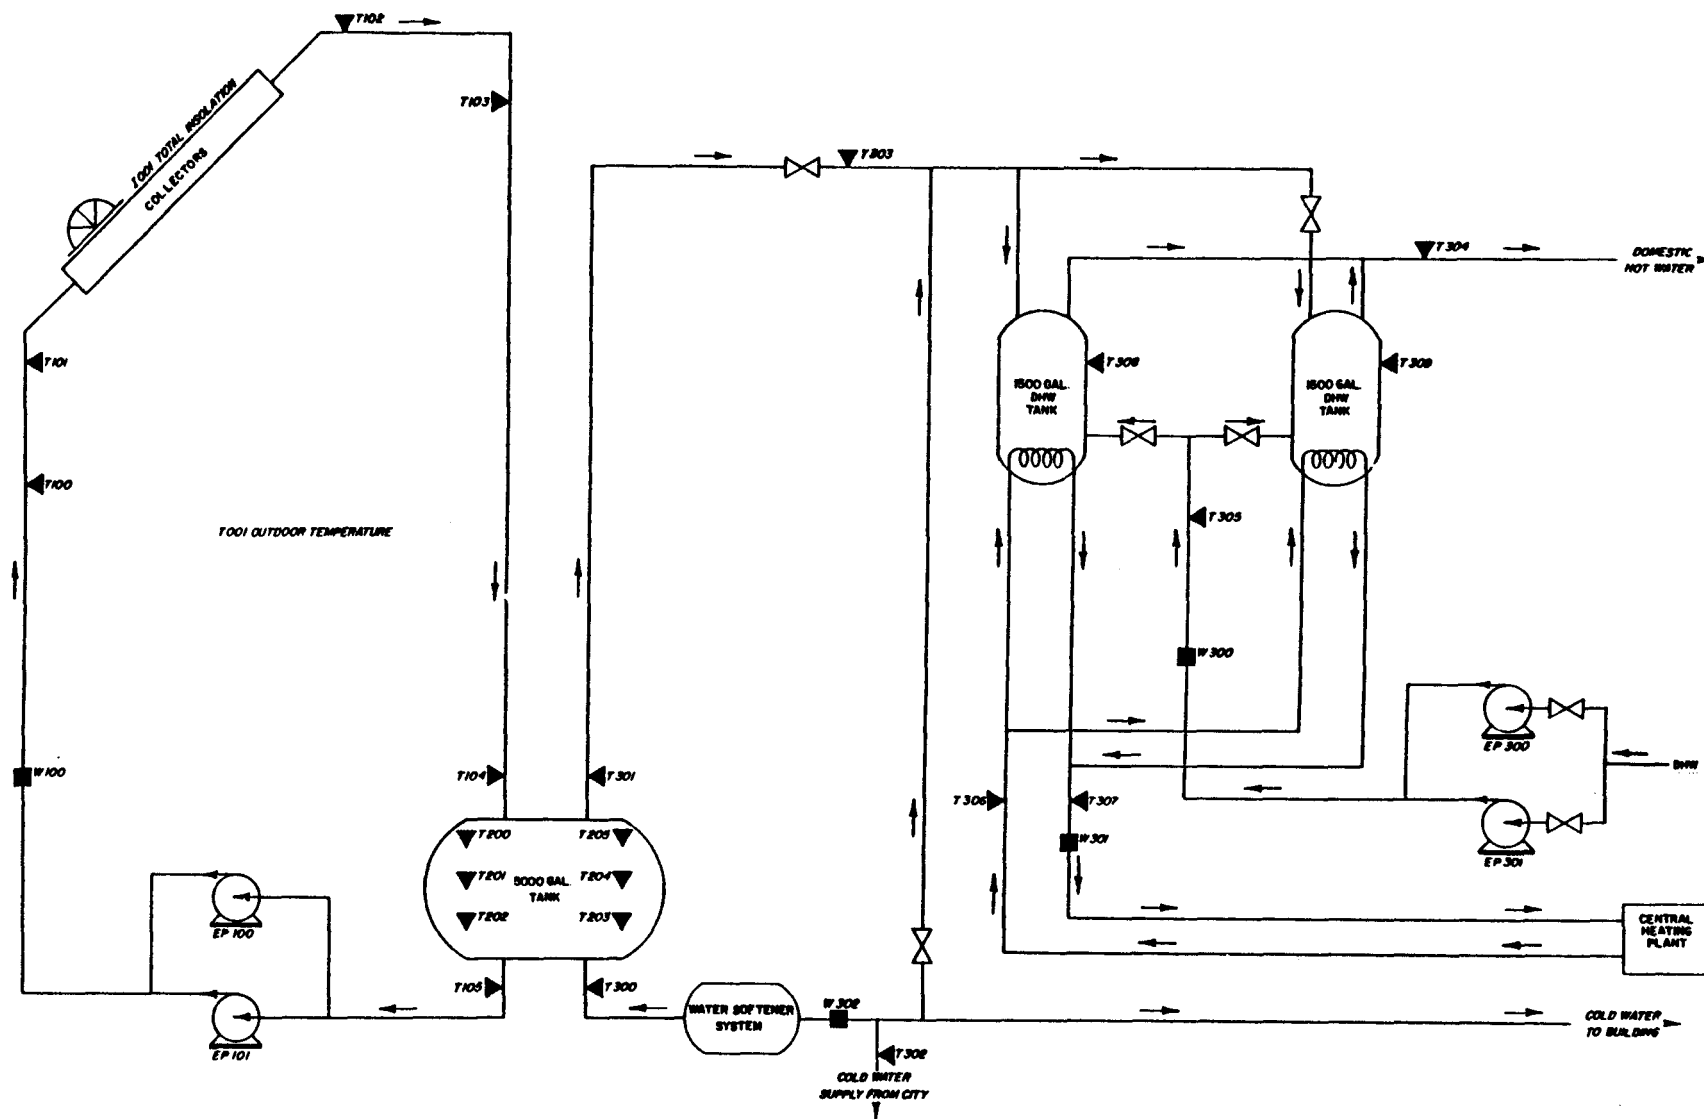 T102
I001 TOTAL INSOLATION
COLLECTORS
T103
T303
T304
DOMESTIC
HOT WATER
T101
T308
T309
1500 GAL.
DHW
TANK
1500 GAL.
DHW
TANK
T100
T305
T001 OUTDOOR TEMPERATURE
W300
EP 300
DHW
W100
T104
T301
T306
T307
W301
EP 301
T200
T205
T201
T204
5000 GAL.
TANK
T202
T203
EP 100
CENTRAL
HEATING
PLANT
T105
T300
WATER SOFTENER
SYSTEM
W 302
COLD WATER
TO BUILDING
EP 101
T302
COLD WATER
SUPPLY FROM CITY